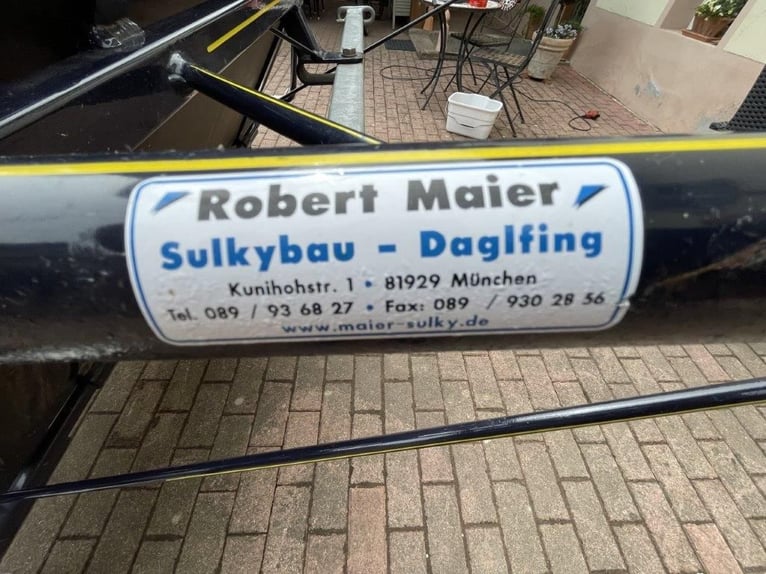 Robert Maier
Sulkybau - Daglfing
Kunihohstr. 1 • 81929 München
Tel. 089 / 93 68 27 • Fax: 089 / 930 28 56
www.maier-sulky.de